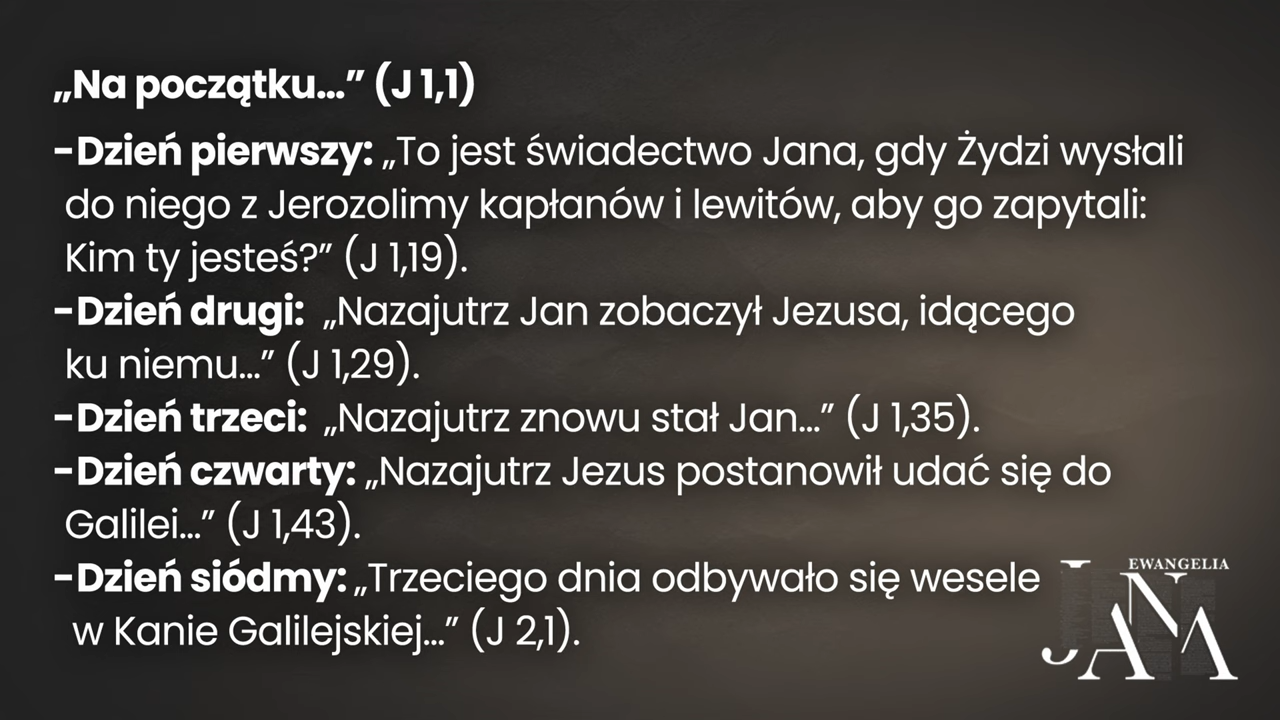 „Na początku...” (J 1,1)
-Dzień pierwszy: „To jest świadectwo Jana, gdy Żydzi wysłali
do niego z Jerozolimy kapłanów i lewitów, aby go zapytali:
Kim ty jesteś?” (J 1,19).
-Dzień drugi: „Nazajutrz Jan zobaczył Jezusa, idącego
ku niemu...” (J 1,29).
-Dzień trzeci: „Nazajutrz znowu stał Jan...” (J 1,35).
-Dzień czwarty: „Nazajutrz Jezus postanowił udać się do
Galilei...” (J 1,43).
-Dzień siódmy: „Trzeciego dnia odbywało się wesele
w Kanie Galilejskiej...” (J 2,1).
EWANGELIA
JANA